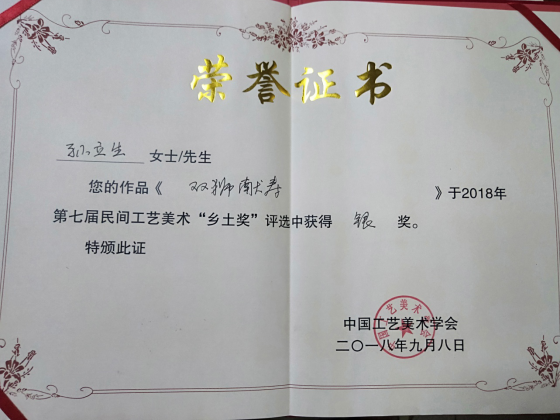 荣誉证书
孙立生 女士/先生
您的作品《 双狮献寿 》于2018年
第七届民间工艺美术“乡土奖”评选中获得 银 奖。
特颁此证
中国工艺美术学会
二〇一八年九月八日